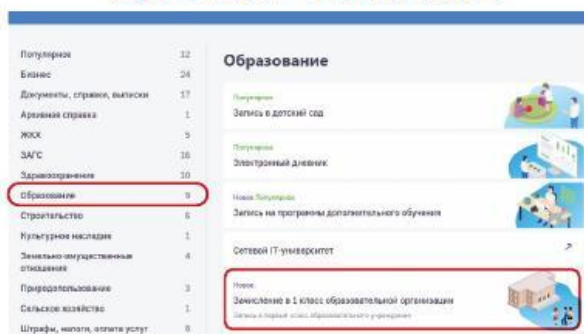 Популярное 12
Бизнес 24
Документы, справки, выписки 17
Архивная справка 1
ЖКХ 5
ЗАГС 16
Здравоохранение 10
Образование 9
Строительство 6
Культурное наследие 1
Земельно-имущественные отношения 4
Природопользование 3
Сельское хозяйство 1
Штрафы, налоги, оплата услуг 8
Образование
Популярное
Запись в детский сад
Популярное
Электронный дневник
Новое Популярное
Запись на программы дополнительного обучения
Сетевой IT-университет
Новое
Зачисление в 1 класс образовательной организации
Запись в первый класс образовательного учреждения